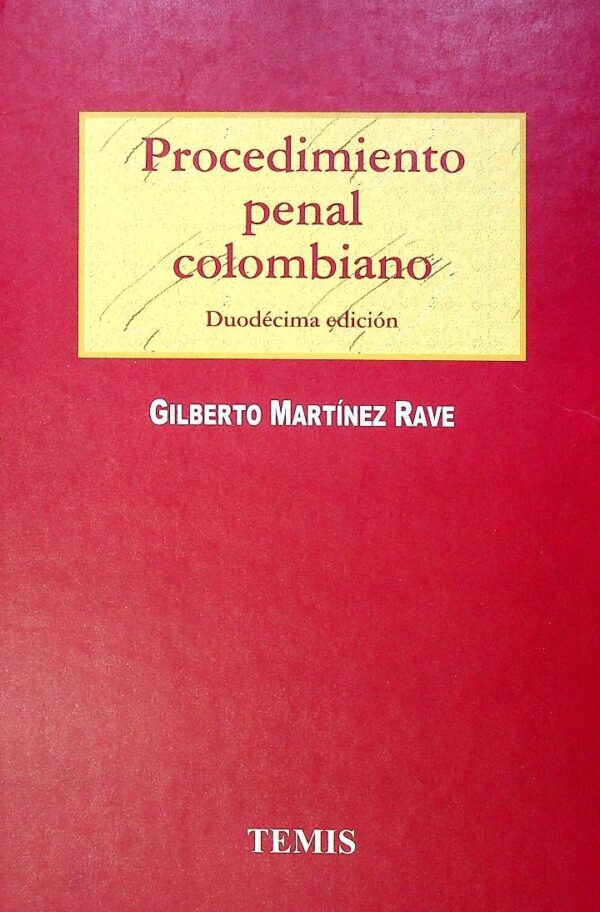 Procedimiento
penal
colombiano
Duodécima edición
GILBERTO MARTÍNEZ RAVE
TEMIS